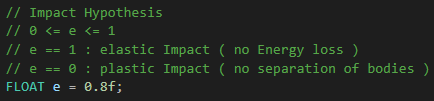 // Impact Hypothesis
// 0 <= e <= 1
// e == 1 : elastic Impact ( no Energy loss )
// e == 0 : plastic Impact ( no separation of bodies )
FLOAT e = 0.8f;